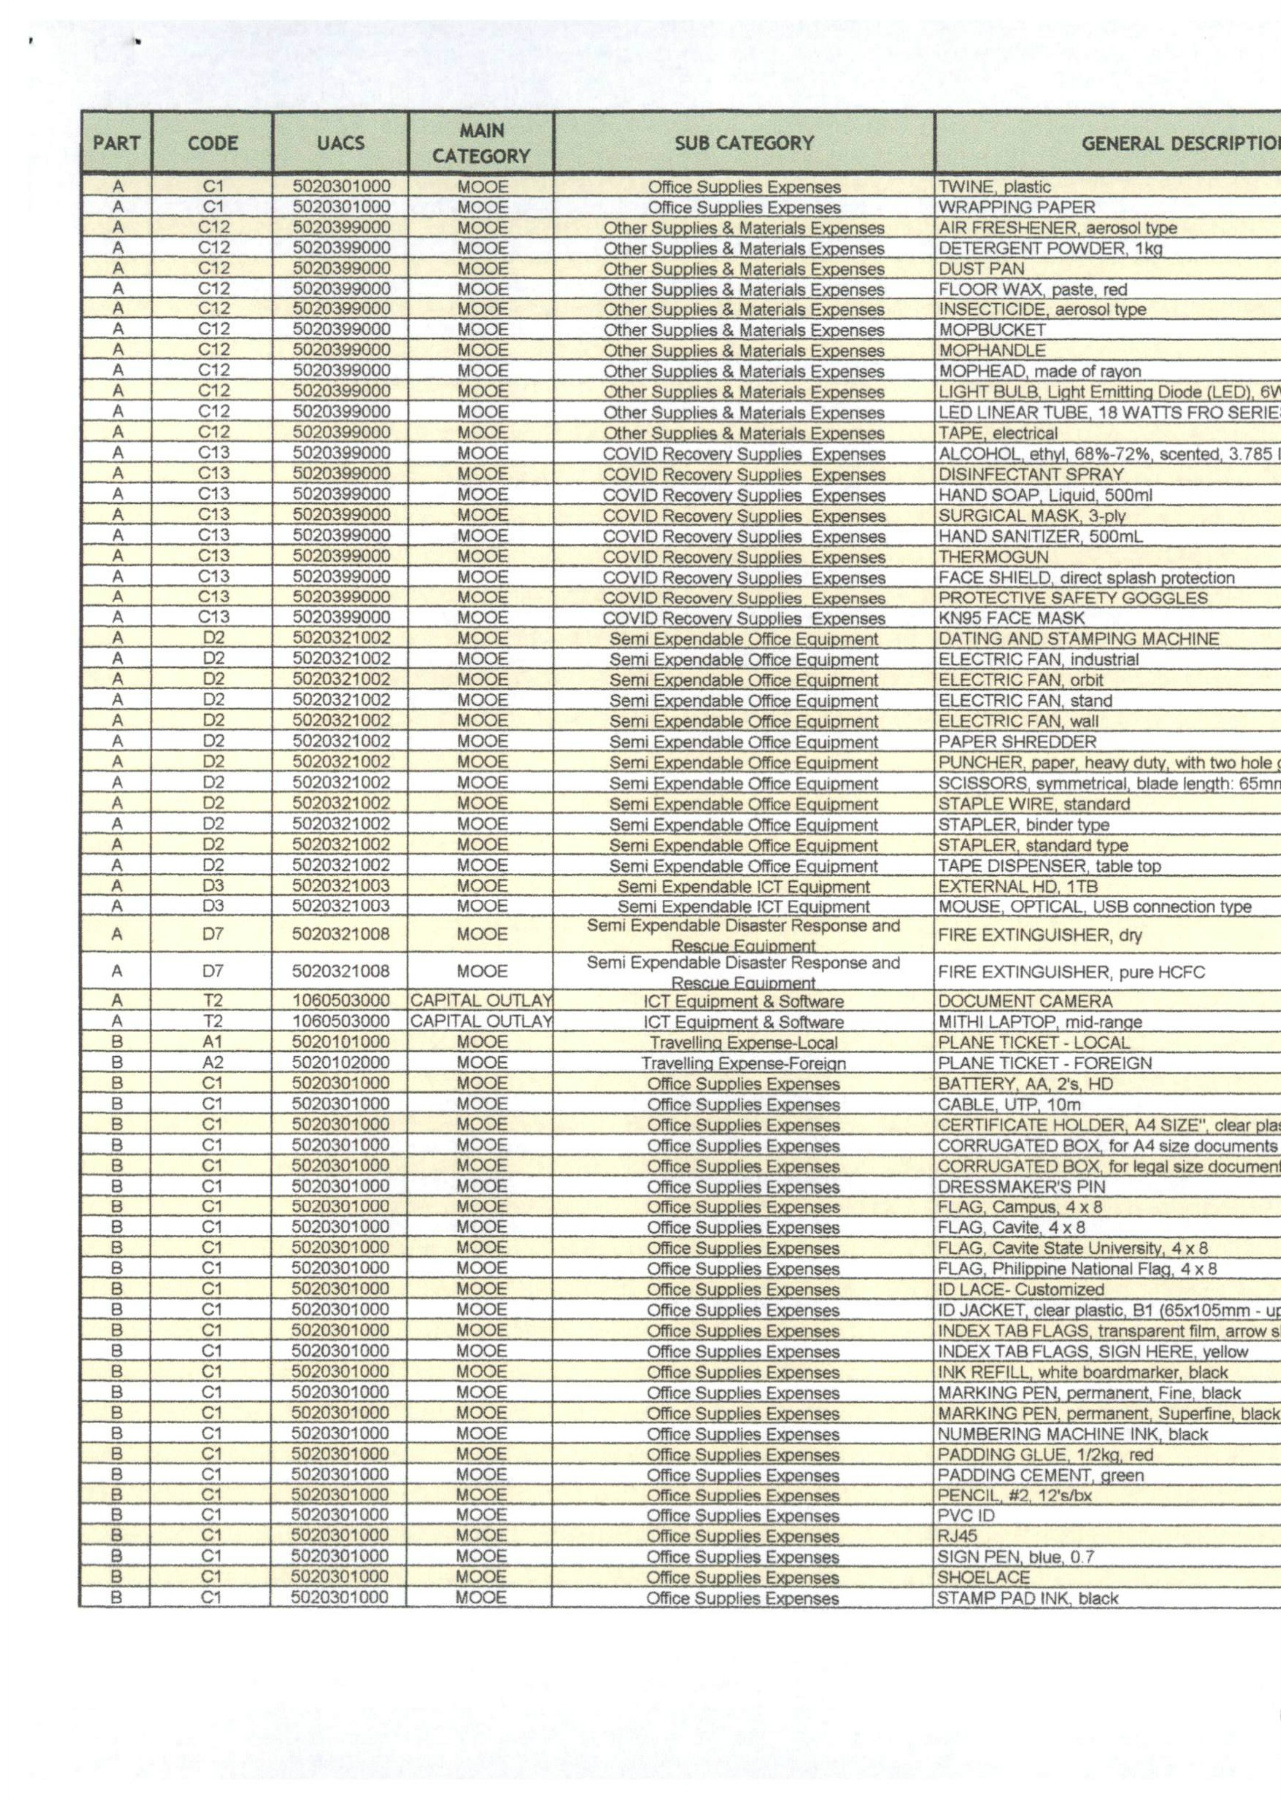 PART CODE UACS MAIN CATEGORY SUB CATEGORY GENERAL DESCRIPTIO
A C1 5020301000 MOOE Office Supplies Expenses TWINE, plastic
A C1 5020301000 MOOE Office Supplies Expenses WRAPPING PAPER
A C12 5020399000 MOOE Other Supplies & Materials Expenses AIR FRESHENER, aerosol type
A C12 5020399000 MOOE Other Supplies & Materials Expenses DETERGENT POWDER, 1kg
A C12 5020399000 MOOE Other Supplies & Materials Expenses DUST PAN
A C12 5020399000 MOOE Other Supplies & Materials Expenses FLOOR WAX, paste, red
A C12 5020399000 MOOE Other Supplies & Materials Expenses INSECTICIDE, aerosol type
A C12 5020399000 MOOE Other Supplies & Materials Expenses MOPBUCKET
A C12 5020399000 MOOE Other Supplies & Materials Expenses MOPHANDLE
A C12 5020399000 MOOE Other Supplies & Materials Expenses MOPHEAD, made of rayon
A C12 5020399000 MOOE Other Supplies & Materials Expenses LIGHT BULB, Light Emitting Diode (LED), 6W
A C12 5020399000 MOOE Other Supplies & Materials Expenses LED LINEAR TUBE, 18 WATTS FRO SERIE
A C12 5020399000 MOOE Other Supplies & Materials Expenses TAPE, electrical
A C13 5020399000 MOOE COVID Recovery Supplies Expenses ALCOHOL, ethyl, 68%-72%, scented, 3.785
A C13 5020399000 MOOE COVID Recovery Supplies Expenses DISINFECTANT SPRAY
A C13 5020399000 MOOE COVID Recovery Supplies Expenses HAND SOAP, Liquid, 500ml
A C13 5020399000 MOOE COVID Recovery Supplies Expenses SURGICAL MASK, 3-ply
A C13 5020399000 MOOE COVID Recovery Supplies Expenses HAND SANITIZER, 500mL
A C13 5020399000 MOOE COVID Recovery Supplies Expenses THERMOGUN
A C13 5020399000 MOOE COVID Recovery Supplies Expenses FACE SHIELD, direct splash protection
A C13 5020399000 MOOE COVID Recovery Supplies Expenses PROTECTIVE SAFETY GOGGLES
A C13 5020399000 MOOE COVID Recovery Supplies Expenses KN95 FACE MASK
A D2 5020321002 MOOE Semi Expendable Office Equipment DATING AND STAMPING MACHINE
A D2 5020321002 MOOE Semi Expendable Office Equipment ELECTRIC FAN, industrial
A D2 5020321002 MOOE Semi Expendable Office Equipment ELECTRIC FAN, orbit
A D2 5020321002 MOOE Semi Expendable Office Equipment ELECTRIC FAN, stand
A D2 5020321002 MOOE Semi Expendable Office Equipment ELECTRIC FAN, wall
A D2 5020321002 MOOE Semi Expendable Office Equipment PAPER SHREDDER
A D2 5020321002 MOOE Semi Expendable Office Equipment PUNCHER, paper, heavy duty, with two hole
A D2 5020321002 MOOE Semi Expendable Office Equipment SCISSORS, symmetrical, blade length: 65mm
A D2 5020321002 MOOE Semi Expendable Office Equipment STAPLE WIRE, standard
A D2 5020321002 MOOE Semi Expendable Office Equipment STAPLER, binder type
A D2 5020321002 MOOE Semi Expendable Office Equipment STAPLER, standard type
A D2 5020321002 MOOE Semi Expendable Office Equipment TAPE DISPENSER, table top
A D3 5020321003 MOOE Semi Expendable ICT Equipment EXTERNAL HD, 1TB
A D3 5020321003 MOOE Semi Expendable ICT Equipment MOUSE, OPTICAL, USB connection type
A D7 5020321008 MOOE Semi Expendable Disaster Response and Rescue Equipment FIRE EXTINGUISHER, dry
A D7 5020321008 MOOE Semi Expendable Disaster Response and Rescue Equipment FIRE EXTINGUISHER, pure HCFC
A T2 1060503000 CAPITAL OUTLAY ICT Equipment & Software DOCUMENT CAMERA
A T2 1060503000 CAPITAL OUTLAY ICT Equipment & Software MITHI LAPTOP, mid-range
B A1 5020101000 MOOE Travelling Expense-Local PLANE TICKET - LOCAL
B A2 5020102000 MOOE Travelling Expense-Foreign PLANE TICKET - FOREIGN
B C1 5020301000 MOOE Office Supplies Expenses BATTERY, AA, 2's, HD
B C1 5020301000 MOOE Office Supplies Expenses CABLE, UTP, 10m
B C1 5020301000 MOOE Office Supplies Expenses CERTIFICATE HOLDER, A4 SIZE", clear plas
B C1 5020301000 MOOE Office Supplies Expenses CORRUGATED BOX, for A4 size documents
B C1 5020301000 MOOE Office Supplies Expenses CORRUGATED BOX, for legal size document
B C1 5020301000 MOOE Office Supplies Expenses DRESSMAKER'S PIN
B C1 5020301000 MOOE Office Supplies Expenses FLAG, Campus, 4 x 8
B C1 5020301000 MOOE Office Supplies Expenses FLAG, Cavite, 4 x 8
B C1 5020301000 MOOE Office Supplies Expenses FLAG, Cavite State University, 4 x 8
B C1 5020301000 MOOE Office Supplies Expenses FLAG, Philippine National Flag, 4 x 8
B C1 5020301000 MOOE Office Supplies Expenses ID LACE- Customized
B C1 5020301000 MOOE Office Supplies Expenses ID JACKET, clear plastic, B1 (65x105mm - up
B C1 5020301000 MOOE Office Supplies Expenses INDEX TAB FLAGS, transparent film, arrow s
B C1 5020301000 MOOE Office Supplies Expenses INDEX TAB FLAGS, SIGN HERE, yellow
B C1 5020301000 MOOE Office Supplies Expenses INK REFILL, white boardmarker, black
B C1 5020301000 MOOE Office Supplies Expenses MARKING PEN, permanent, Fine, black
B C1 5020301000 MOOE Office Supplies Expenses MARKING PEN, permanent, Superfine, black
B C1 5020301000 MOOE Office Supplies Expenses NUMBERING MACHINE INK, black
B C1 5020301000 MOOE Office Supplies Expenses PADDING GLUE, 1/2kg, red
B C1 5020301000 MOOE Office Supplies Expenses PADDING CEMENT, green
B C1 5020301000 MOOE Office Supplies Expenses PENCIL, #2, 12's/bx
B C1 5020301000 MOOE Office Supplies Expenses PVC ID
B C1 5020301000 MOOE Office Supplies Expenses RJ45
B C1 5020301000 MOOE Office Supplies Expenses SIGN PEN, blue, 0.7
B C1 5020301000 MOOE Office Supplies Expenses SHOELACE
B C1 5020301000 MOOE Office Supplies Expenses STAMP PAD INK, black